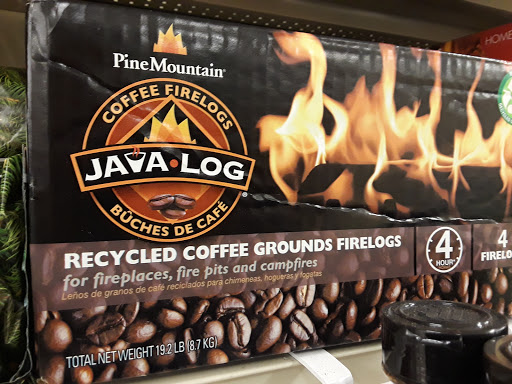 PineMountain®
COFFEE FIRELOGS
JAVA·LOG®
BÛCHES DE CAFÉ
RECYCLED COFFEE GROUNDS FIRELOGS
for fireplaces, fire pits and campfires
Leños de granos de café reciclados para chimeneas, hogueras y fogatas
4
HOUR
4
FIRELO
TOTAL NET WEIGHT 19.2 LB (8.7 KG)
HOME